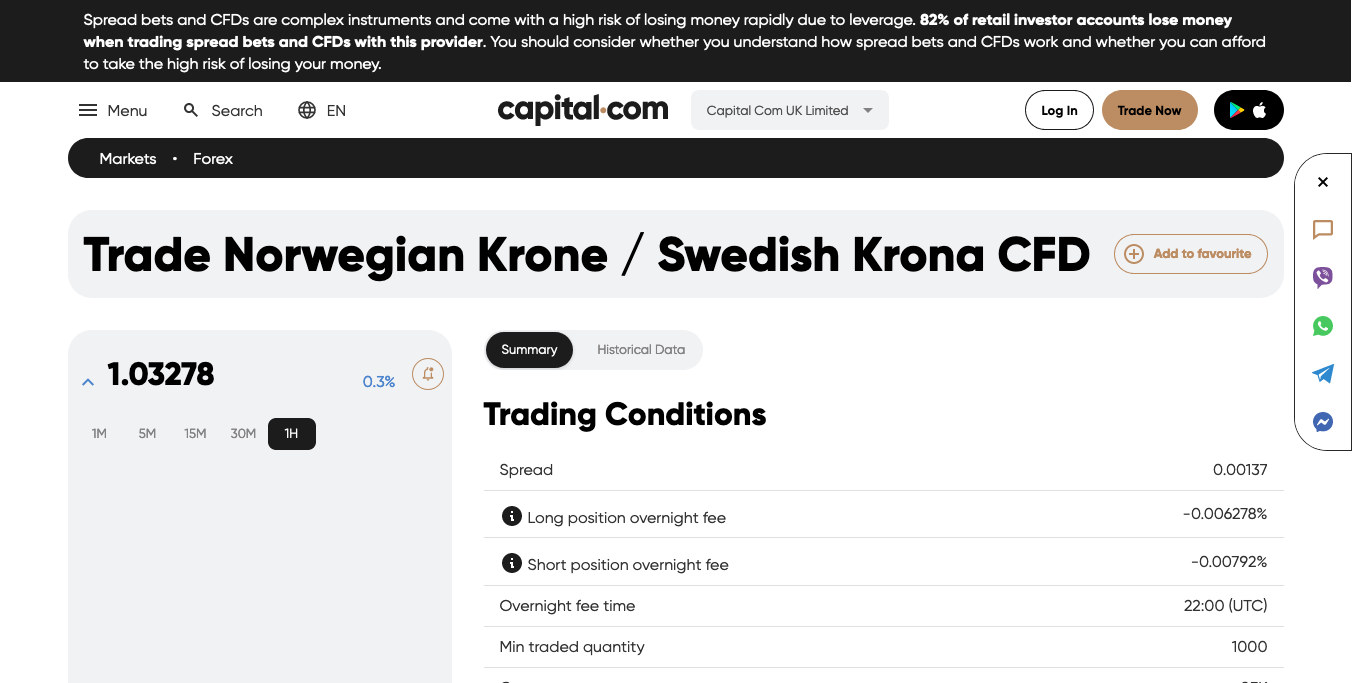 Spread bets and CFDs are complex instruments and come with a high risk of losing money rapidly due to leverage. 82% of retail investor accounts lose money
when trading spread bets and CFDs with this provider. You should consider whether you understand how spread bets and CFDs work and whether you can afford
to take the high risk of losing your money.
Menu
Search
EN
capital.com
Capital Com UK Limited
Log In
Trade Now
Markets • Forex
Trade Norwegian Krone / Swedish Krona CFD
Add to favourite
1.03278
0.3%
1M 5M 15M 30M 1H
Summary
Historical Data
Trading Conditions
Spread 0.00137
Long position overnight fee -0.006278%
Short position overnight fee -0.00792%
Overnight fee time 22:00 (UTC)
Min traded quantity 1000